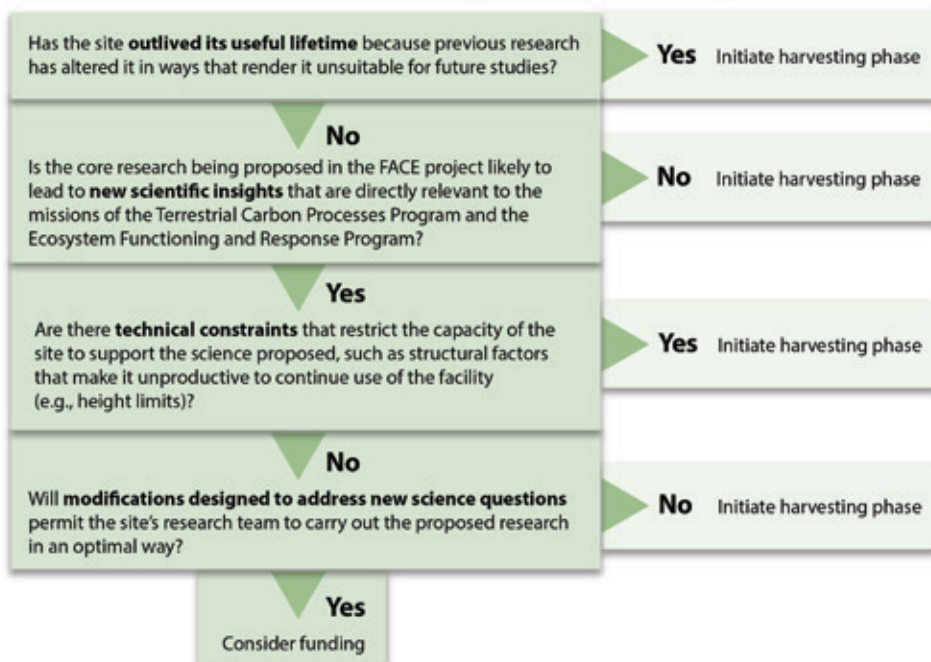 Has the site outlived its useful lifetime because previous research
has altered it in ways that render it unsuitable for future studies?
Yes Initiate harvesting phase
No
Is the core research being proposed in the FACE project likely to
lead to new scientific insights that are directly relevant to the
missions of the Terrestrial Carbon Processes Program and the
Ecosystem Functioning and Response Program?
No Initiate harvesting phase
Yes
Are there technical constraints that restrict the capacity of the
site to support the science proposed, such as structural factors
that make it unproductive to continue use of the facility
(e.g., height limits)?
Yes Initiate harvesting phase
No
Will modifications designed to address new science questions
permit the site's research team to carry out the proposed research
in an optimal way?
No Initiate harvesting phase
Yes
Consider funding